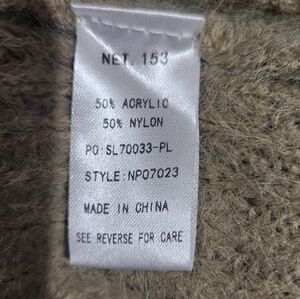 NET. 153
50% ACRYLIC
50% NYLON
PO:SL70033-PL
STYLE:NP07023
MADE IN CHINA
SEE REVERSE FOR CARE